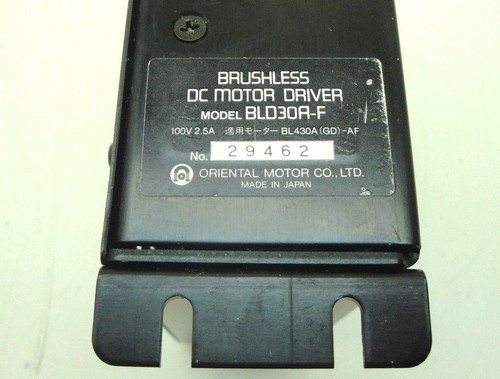 BRUSHLESS
DC MOTOR DRIVER
MODEL BLD30A-F
100V 2.5A 適用モーター BL430A(GD)-AF
No. 29462
ORIENTAL MOTOR CO., LTD.
MADE IN JAPAN